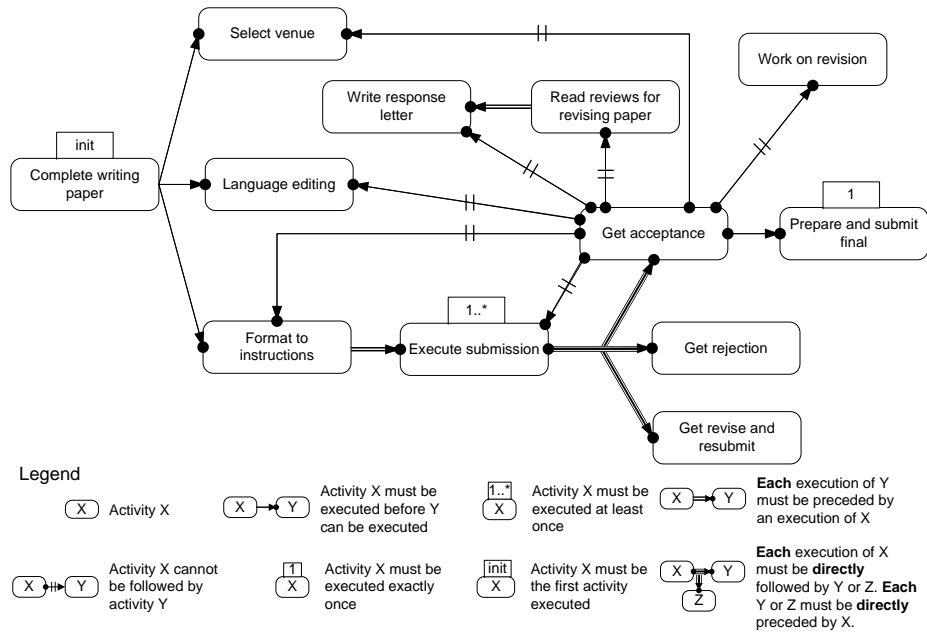 Select venue
Work on revision
Write response
letter
Read reviews for
revising paper
init
Complete writing
paper
Language editing
1
Get acceptance
Prepare and submit
final
1..*
Format to
instructions
Execute submission
Get rejection
Get revise and
resubmit
Legend
X
Activity X
X
Y
Activity X must be
executed before Y
can be executed
1..*
X
Activity X must be
executed at least
once
X
Y
Each execution of Y
must be preceded by
an execution of X
X
Y
Activity X cannot
be followed by
activity Y
1
X
Activity X must be
executed exactly
once
init
X
Activity X must be
the first activity
executed
X
Y
Z
Each execution of X
must be directly
followed by Y or Z. Each
Y or Z must be directly
preceded by X.